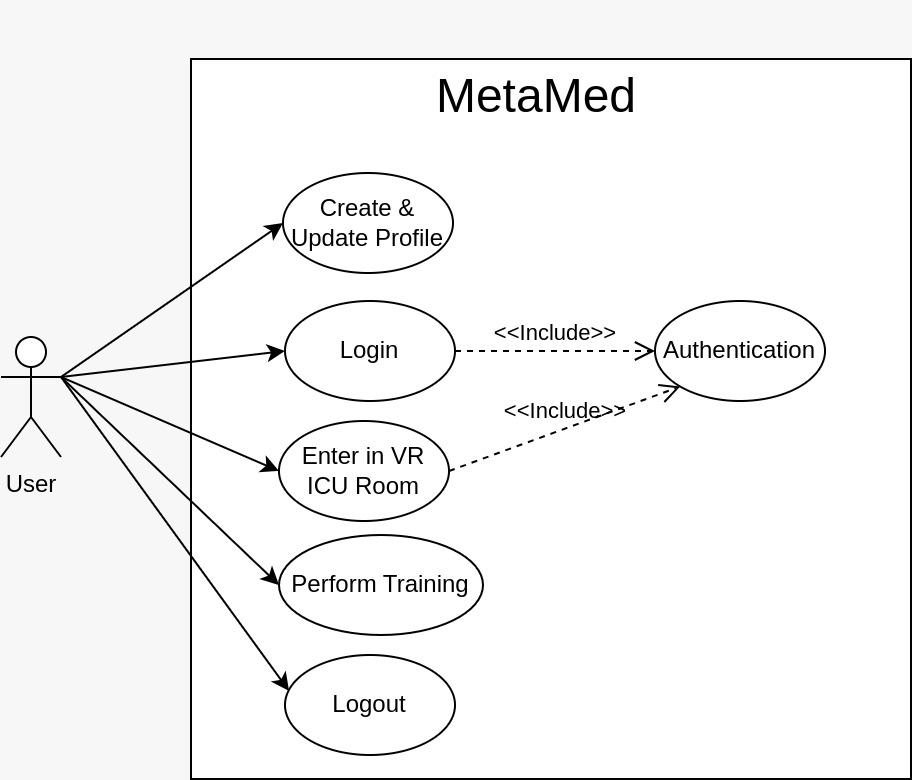 MetaMed
Create &
Update Profile
Login
<<Include>>
Authentication
<<Include>>
Enter in VR
ICU Room
User
Perform Training
Logout